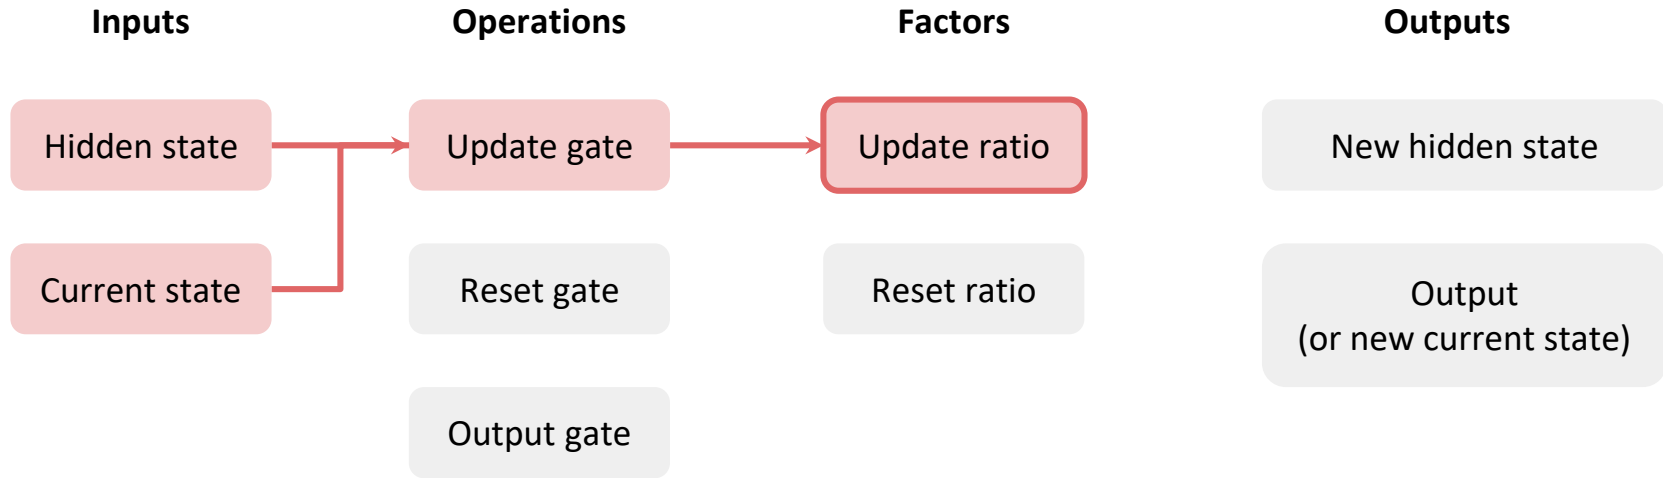 Inputs
Operations
Factors
Outputs
Hidden state
Update gate
Update ratio
New hidden state
Current state
Reset gate
Reset ratio
Output
(or new current state)
Output gate